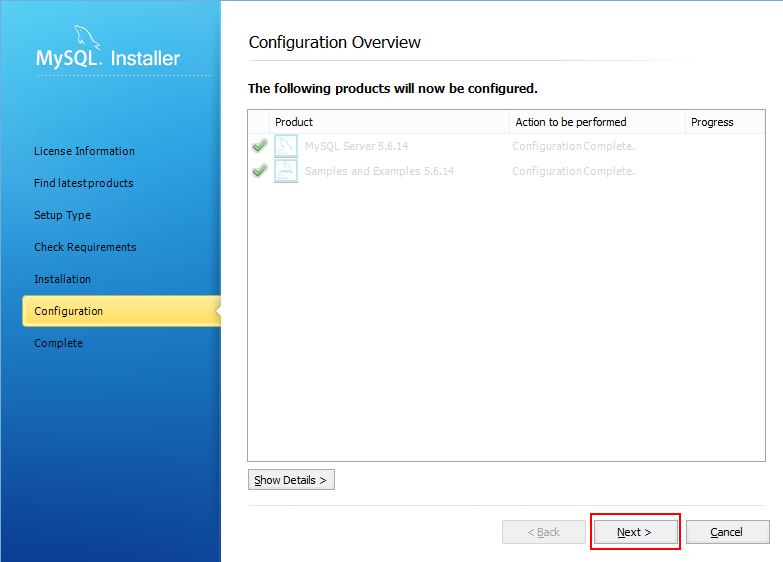 MySQL. Installer
License Information
Find latest products
Setup Type
Check Requirements
Installation
Configuration
Complete
Configuration Overview
The following products will now be configured.
Product Action to be performed Progress
MySQL Server 5.6.14 Configuration Complete.
Samples and Examples 5.6.14 Configuration Complete.
Show Details >
< Back Next > Cancel